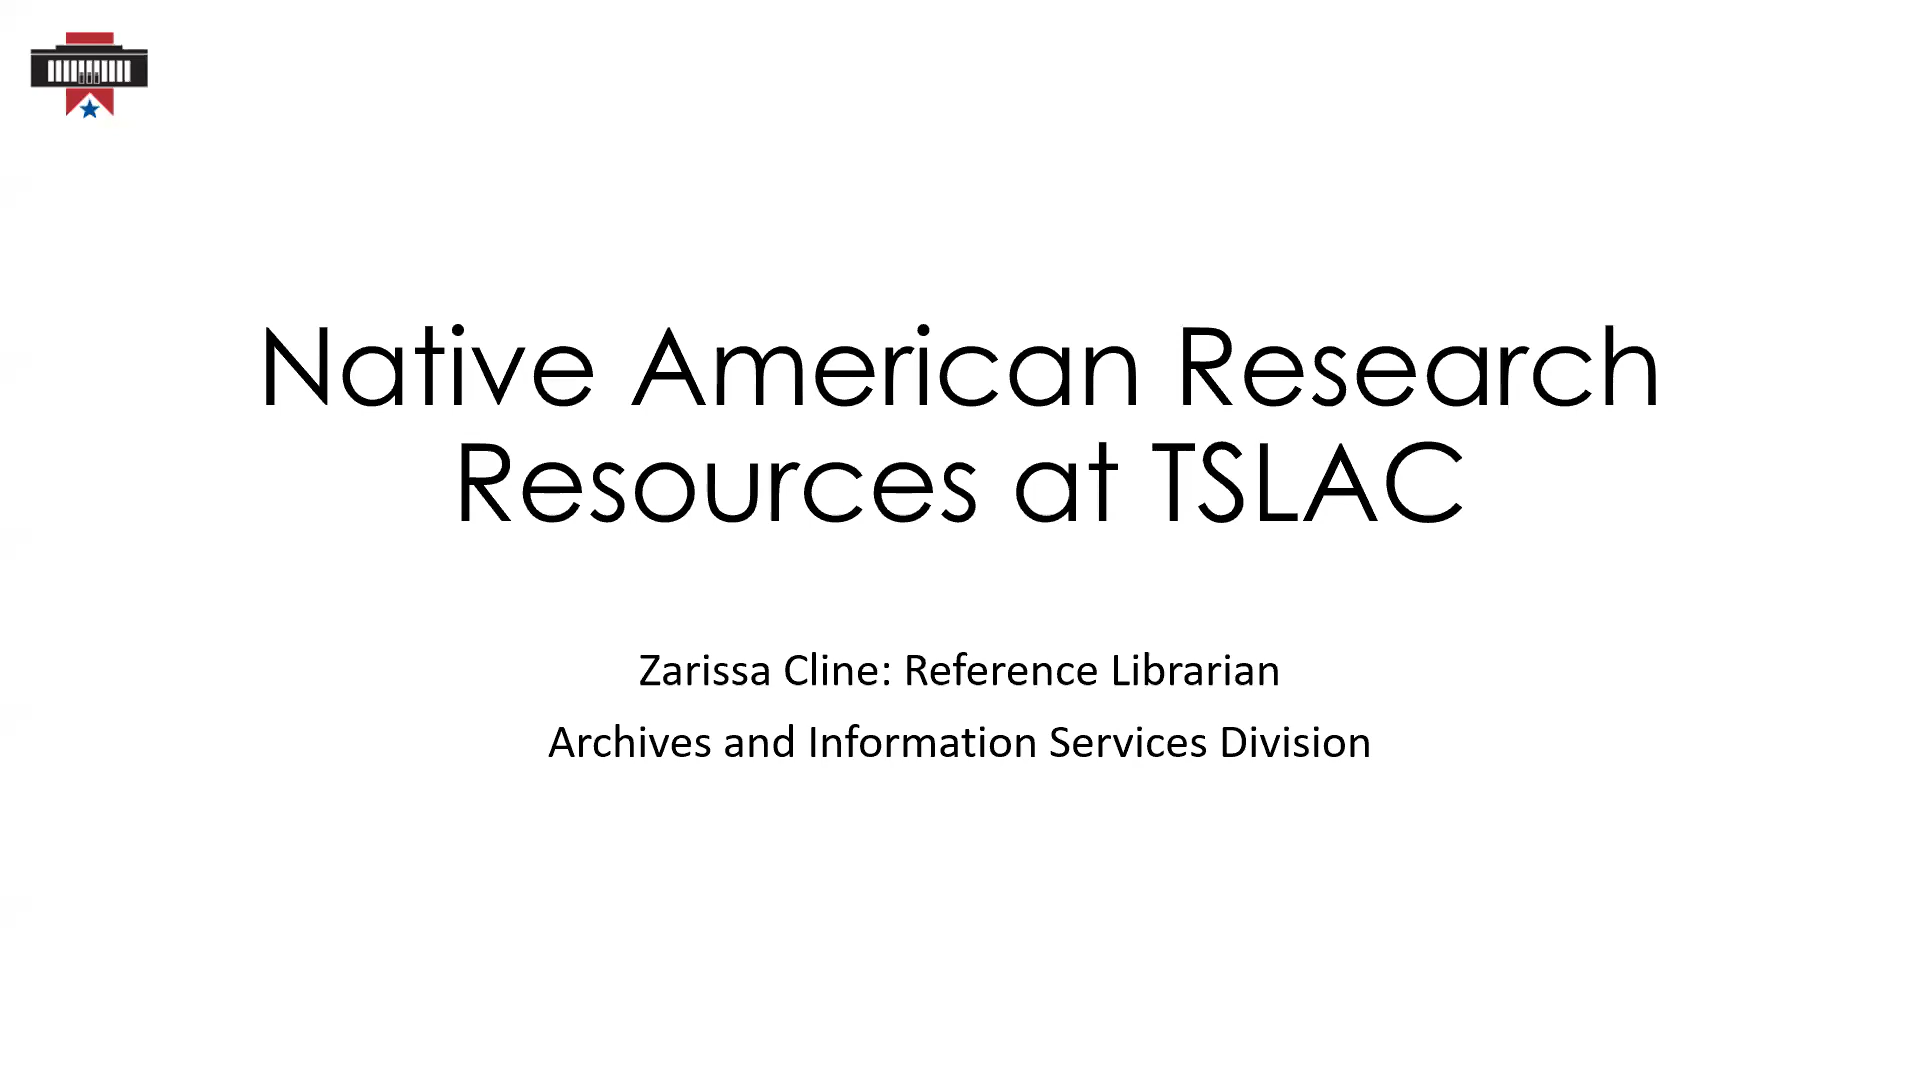 Native American Research
Resources at TSLAC
Zarissa Cline: Reference Librarian
Archives and Information Services Division